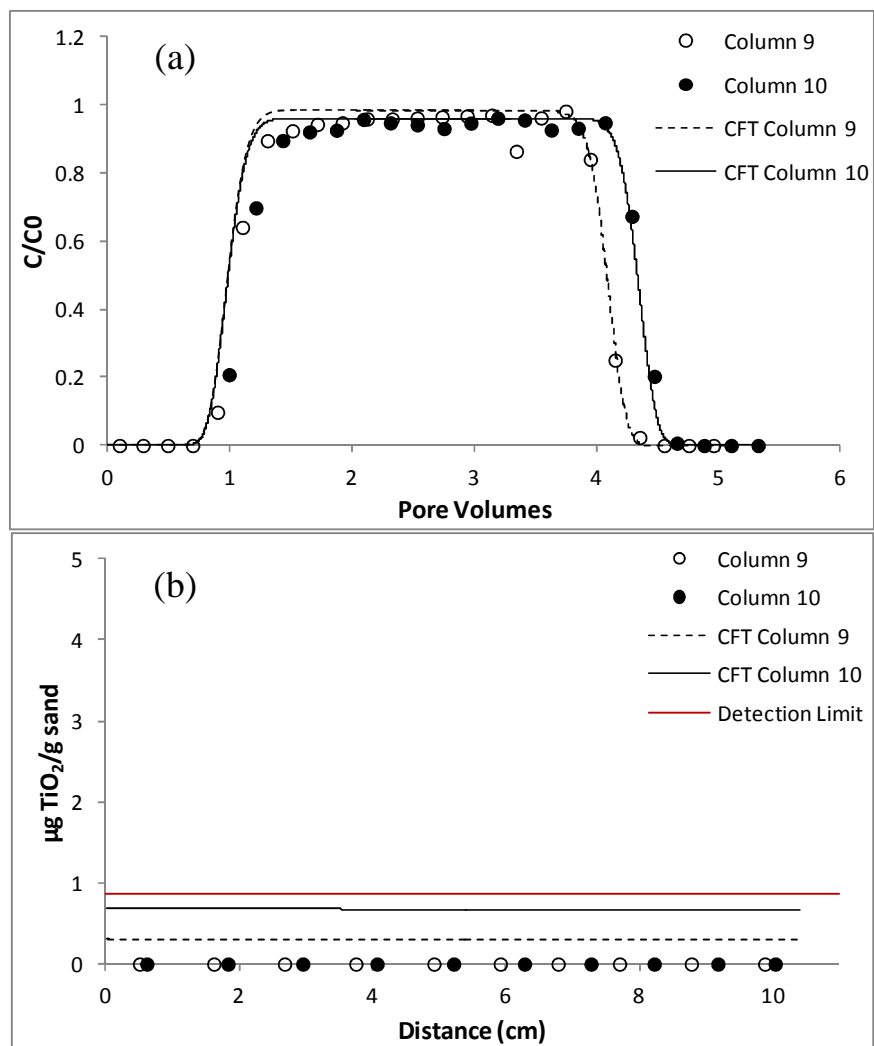 (a)
1.2
1
0.8
0.6
0.4
0.2
0
C/C0
0 1 2 3 4 5 6
Pore Volumes
Column 9
Column 10
CFT Column 9
CFT Column 10
(b)
5
4
3
2
1
0
µg TiO₂/g sand
0 2 4 6 8 10
Distance (cm)
Column 9
Column 10
CFT Column 9
CFT Column 10
Detection Limit